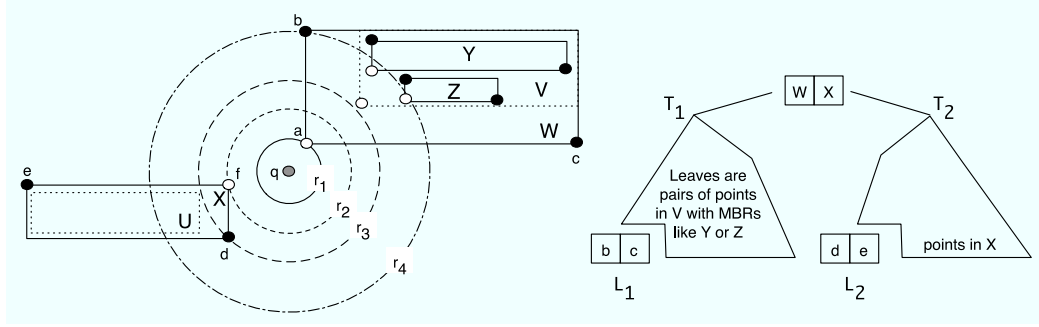 b
Y
Z
V
W
a
c
q
r1
r2
r3
r4
e
f
X
U
d
W X
T1
T2
Leaves are
pairs of points
in V with MBRs
like Y or Z
b c
L1
d e
L2
points in X